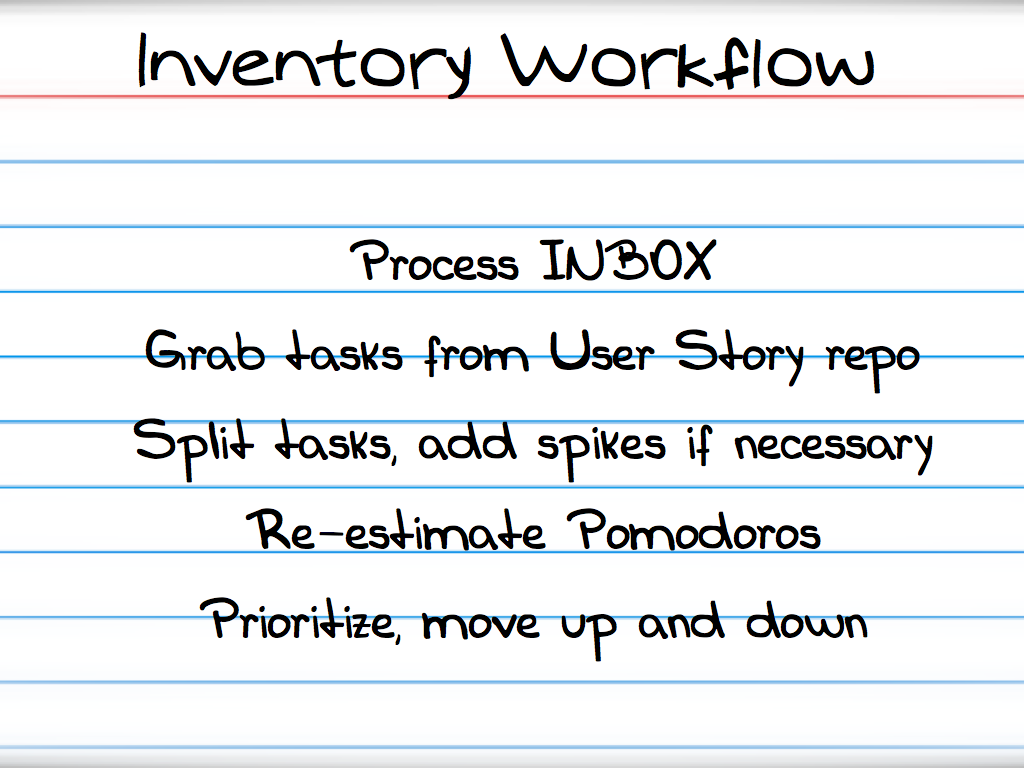 Inventory Workflow
Process INBOX
Grab tasks from User Story repo
Split tasks, add spikes if necessary
Re-estimate Pomodoros
Prioritize, move up and down